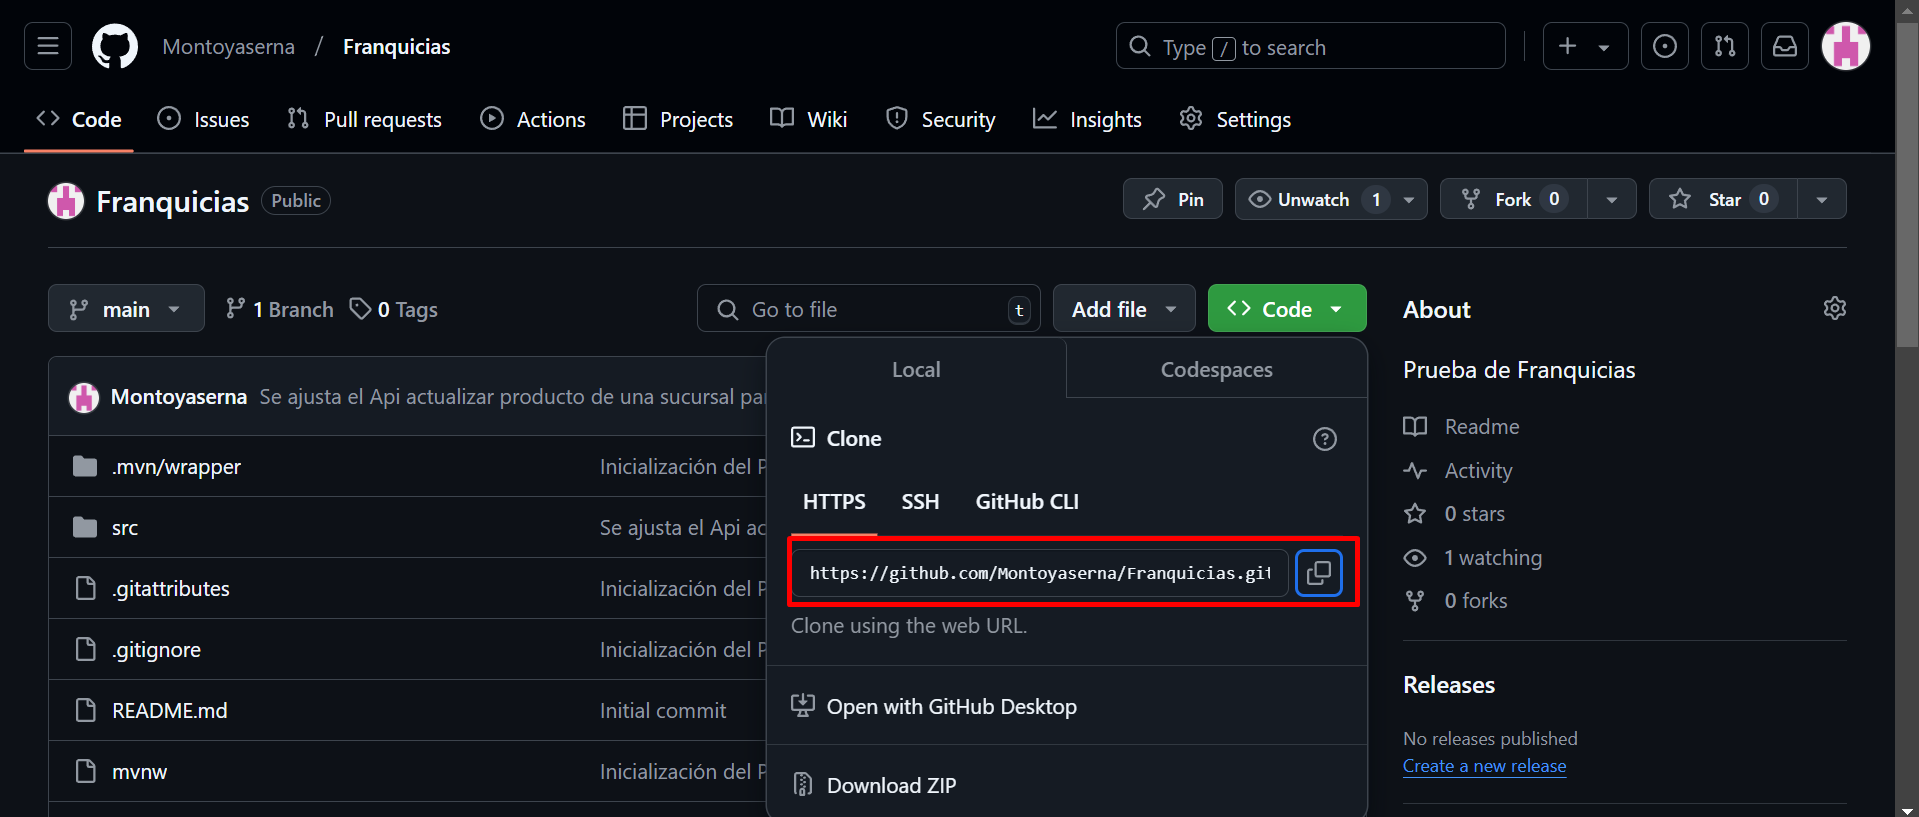 Montoyaserna / Franquicias
Type / to search
Code Issues Pull requests Actions Projects Wiki Security Insights Settings
Franquicias Public
Pin Unwatch 1 Fork 0 Star 0
main 1 Branch 0 Tags
Go to file t
Add file Code
Montoyaserna Se ajusta el Api actualizar producto de una sucursal pa
.mvn/wrapper Inicialización del P
src Se ajusta el Api ac
.gitattributes Inicialización del P
.gitignore Inicialización del P
README.md Initial commit
mvnw Inicialización del P
Local Codespaces
Clone
HTTPS SSH GitHub CLI
https://github.com/Montoyaserna/Franquicias.git
Clone using the web URL.
Open with GitHub Desktop
Download ZIP
About
Prueba de Franquicias
Readme
Activity
0 stars
1 watching
0 forks
Releases
No releases published
Create a new release